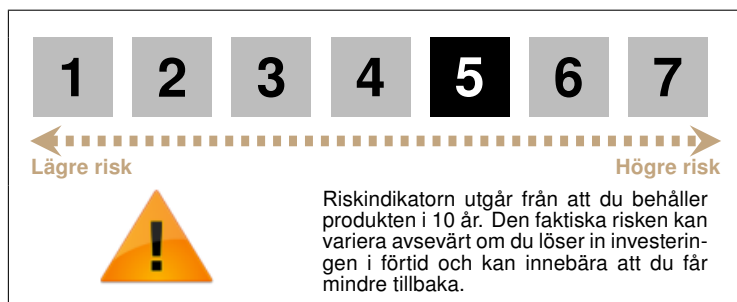 1 2 3 4 5 6 7
Lägre risk Högre risk
!
Riskindikatorn utgår från att du behåller
produkten i 10 år. Den faktiska risken kan
variera avsevärt om du löser in investerin-
gen i förtid och kan innebära att du får
mindre tillbaka.